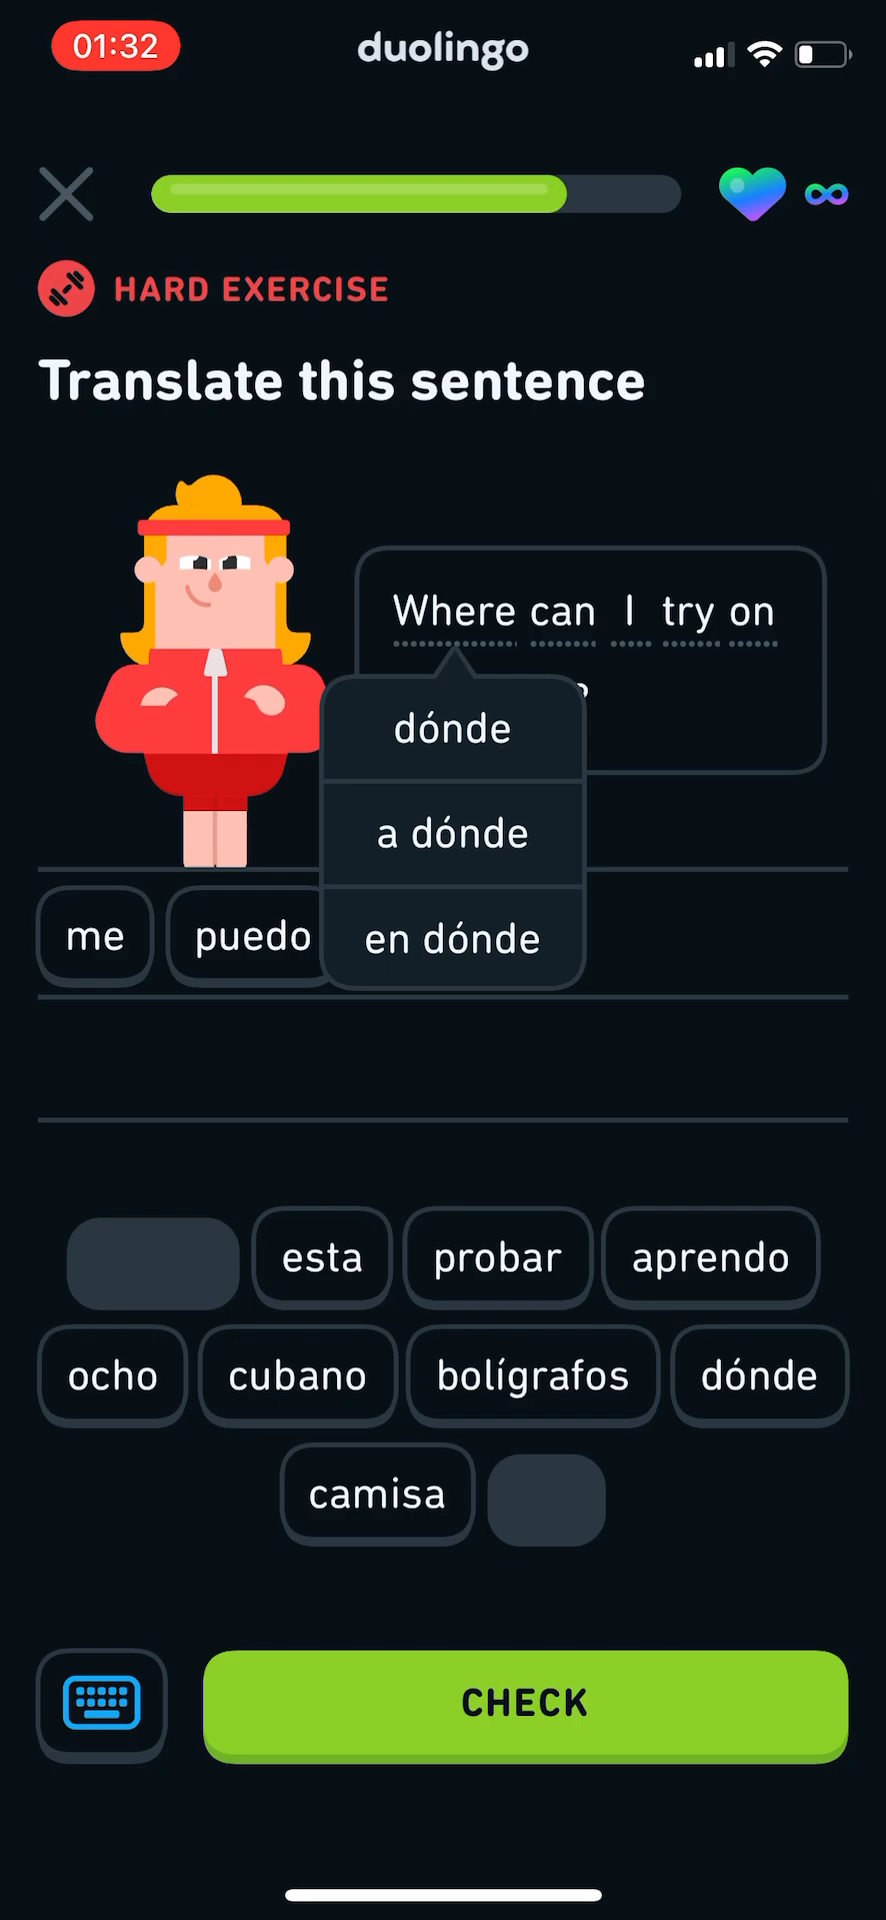 01:32
duolingo
HARD EXERCISE
Translate this sentence
Where can I try on
?
dónde
a dónde
en dónde
me puedo
esta probar aprendo
ocho cubano bolígrafos dónde
camisa
CHECK